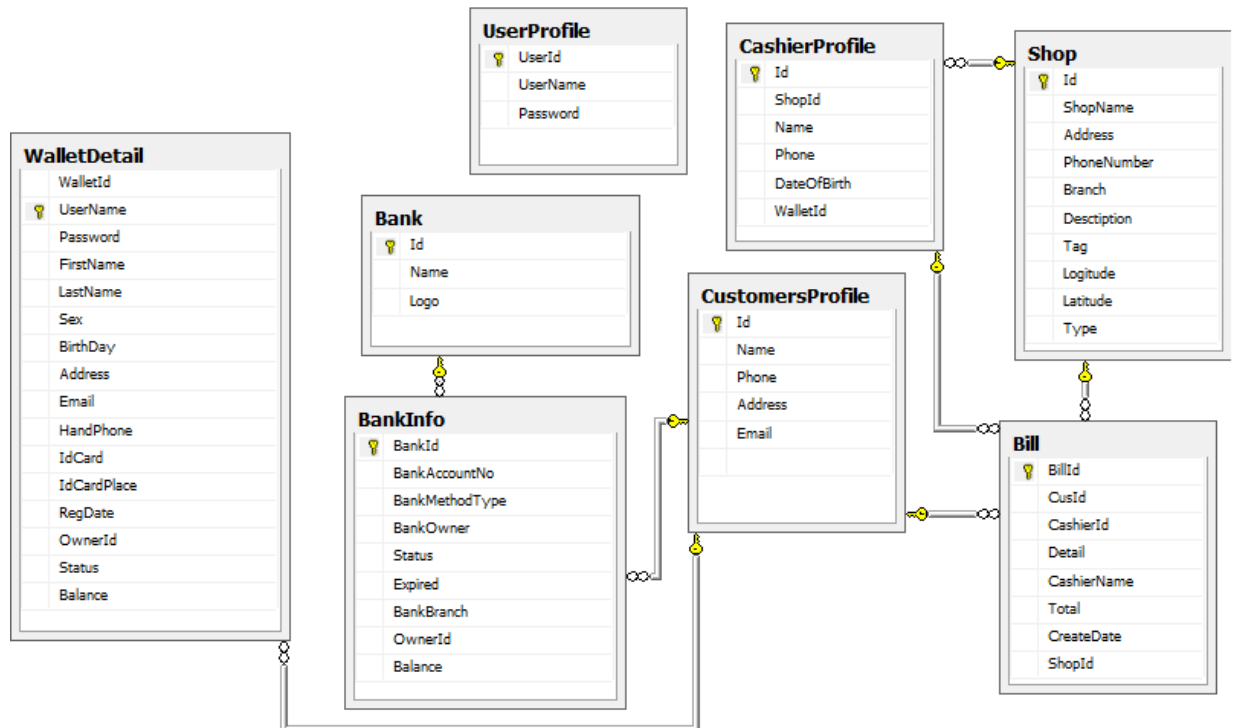 UserProfile
UserId
UserName
Password
CashierProfile
Id
ShopId
Name
Phone
DateOfBirth
WalletId
Shop
Id
ShopName
Address
PhoneNumber
Branch
Desctiption
Tag
Logitude
Latitude
Type
WalletDetail
WalletId
UserName
Password
FirstName
LastName
Sex
BirthDay
Address
Email
HandPhone
IdCard
IdCardPlace
RegDate
OwnerId
Status
Balance
Bank
Id
Name
Logo
CustomersProfile
Id
Name
Phone
Address
Email
BankInfo
BankId
BankAccountNo
BankMethodType
BankOwner
Status
Expired
BankBranch
OwnerId
Balance
Bill
BillId
CusId
CashierId
Detail
CashierName
Total
CreateDate
ShopId